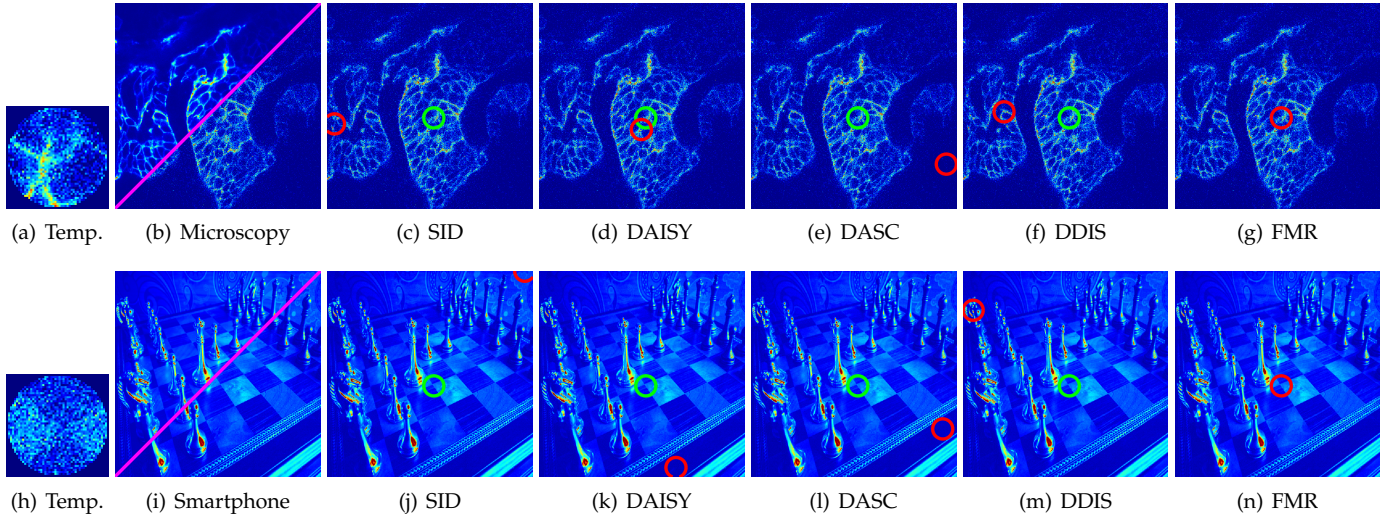 (a) Temp. (b) Microscopy (c) SID (d) DAISY (e) DASC (f) DDIS (g) FMR
(h) Temp. (i) Smartphone (j) SID (k) DAISY (l) DASC (m) DDIS (n) FMR